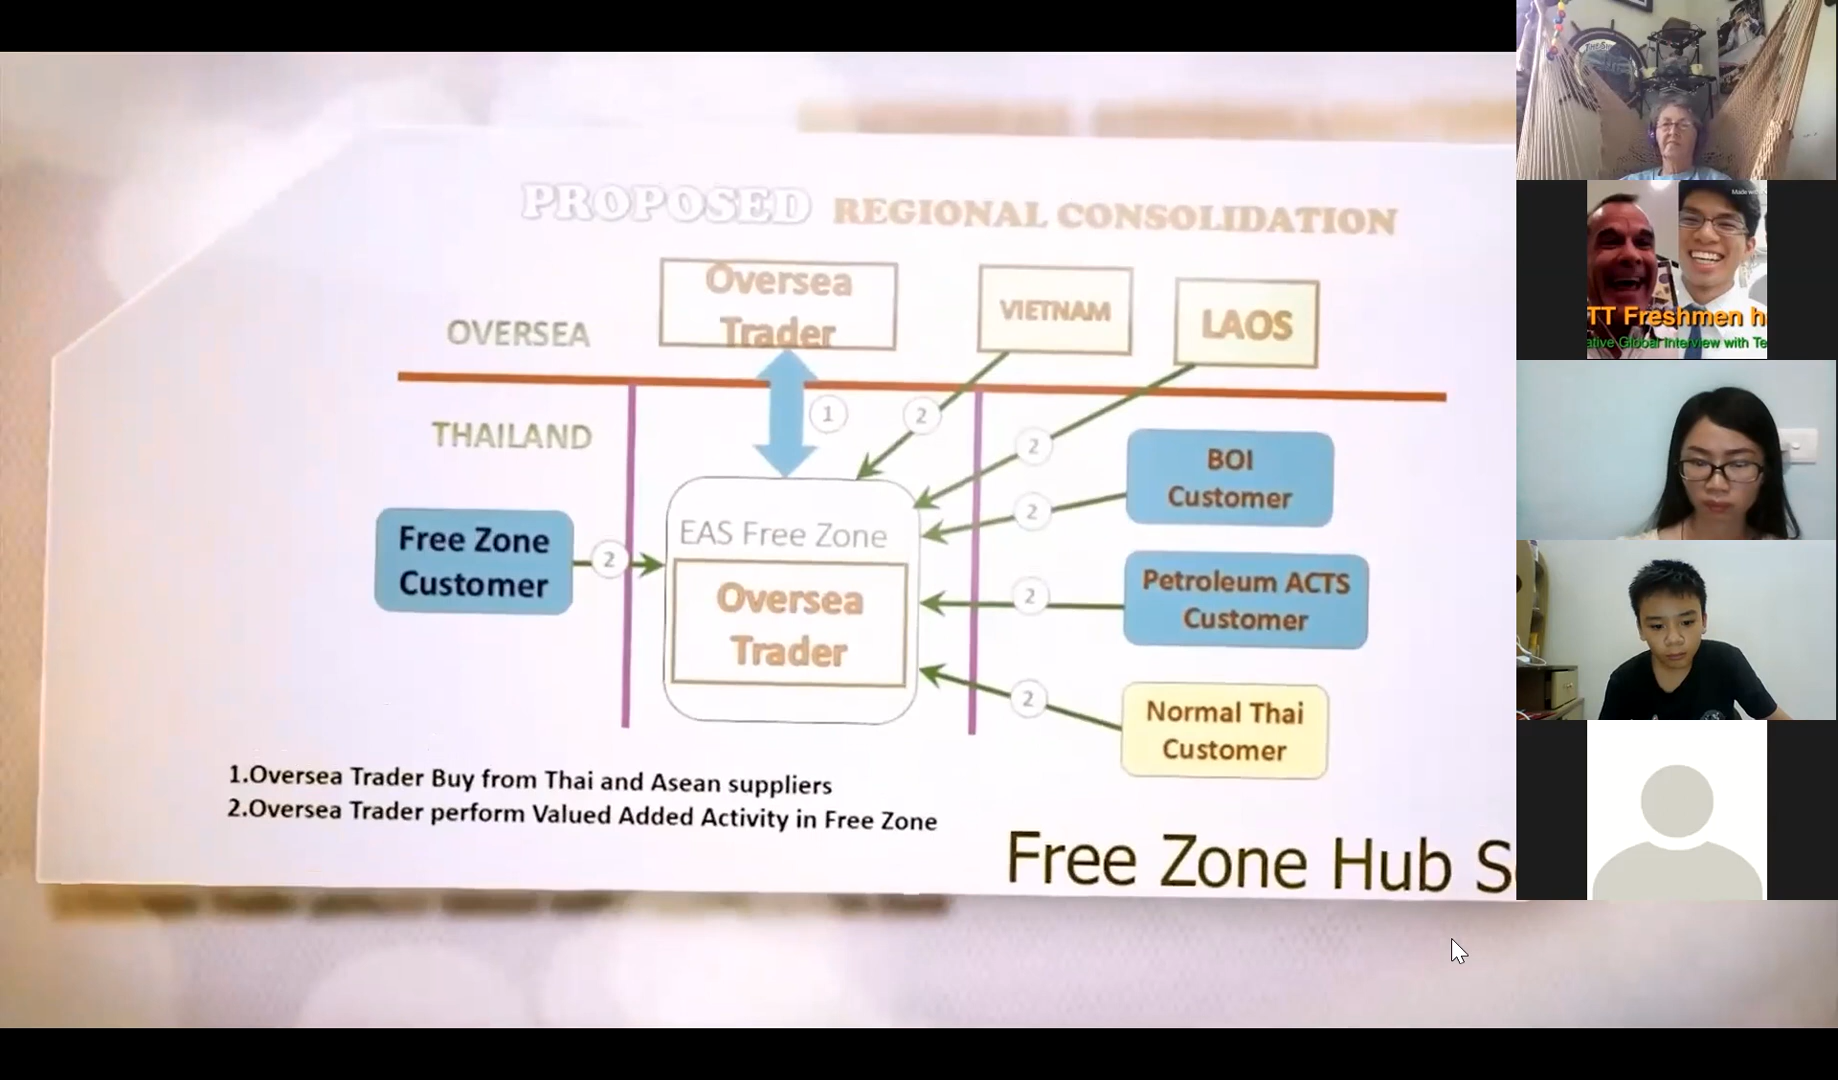 PROPOSED REGIONAL CONSOLIDATION
Oversea
Trader
VIETNAM
LAOS
OVERSEA
THAILAND
1
2
2
2
2
2
2
BOI
Customer
Free Zone
Customer
EAS Free Zone
Oversea
Trader
Petroleum ACTS
Customer
Normal Thai
Customer
1.Oversea Trader Buy from Thai and Asean suppliers
2.Oversea Trader perform Valued Added Activity in Free Zone
Free Zone Hub S
Made
TT Freshmen h
ative Global Interview with Te